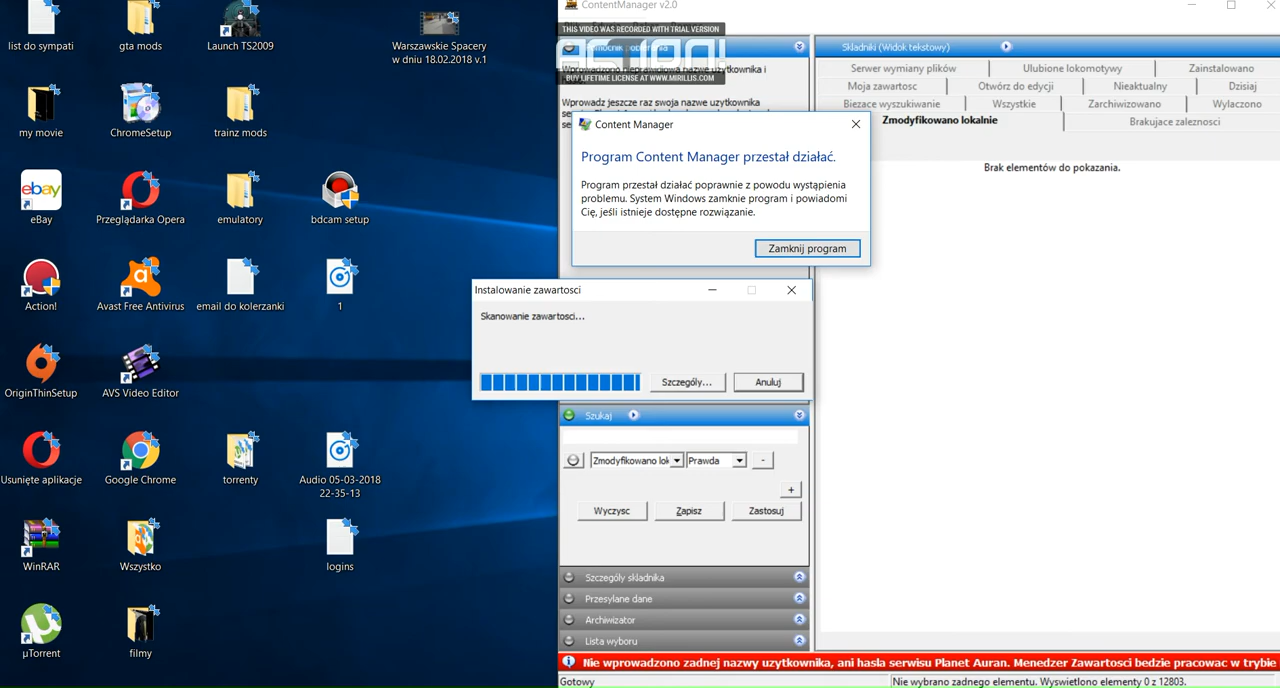 list do sympati
gta mods
Launch TS2009
Warszawskie Spacery
w dniu 18.02.2018 v.1
my movie
ChromeSetup
trainz mods
ebay
eBay
Przeglądarka Opera
emulatory
bdcam setup
Action!
Avast Free Antivirus
email do kolerzanki
1
OriginThinSetup
AVS Video Editor
Usunięte aplikacje
Google Chrome
torrenty
Audio 05-03-2018
22-35-13
WinRAR
Wszystko
logins
µTorrent
filmy
ContentManager v2.0
THIS VIDEO WAS RECORDED WITH TRIAL VERSION
ACTION!
BUY LIFETIME LICENSE AT WWW.MIRILLIS.COM
Wprowadz jeszcze raz swoja nazwe uzytkownika
Content Manager
Program Content Manager przestał działać.
Program przestał działać poprawnie z powodu wystąpienia
problemu. System Windows zamknie program i powiadomi
Cię, jeśli istnieje dostępne rozwiązanie.
Zamknij program
Instalowanie zawartosci
Skanowanie zawartosci...
Szczegóły...
Anuluj
Szukaj
Zmodyfikowano lok
Prawda
-
+
Wyczysc
Zapisz
Zastosuj
Szczegóły skladnika
Przesylane dane
Archiwizator
Lista wyboru
Skladniki (Widok tekstowy)
Serwer wymiany plików
Ulubione lokomotywy
Zainstalowano
Moja zawartosc
Otwórz do edycji
Nieaktualny
Dzisiaj
Biezace wyszukiwanie
Wszystkie
Zarchiwizowano
Wylaczono
Zmodyfikowano lokalnie
Brakujace zaleznosci
Brak elementów do pokazania.
Nie wprowadzono zadnej nazwy uzytkownika, ani hasla serwisu Planet Auran. Menedzer Zawartosci bedzie pracowac w trybie
Gotowy
Nie wybrano zadnego elementu. Wyswietlono elementy 0 z 12803.